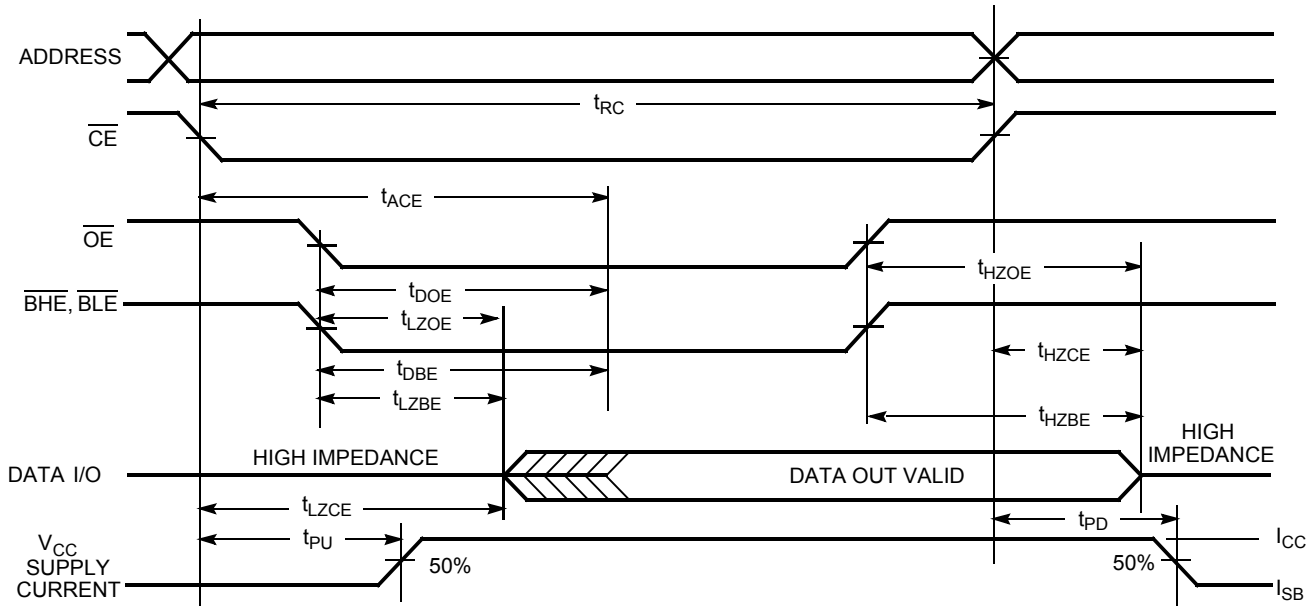 ADDRESS
tRC
CE
tACE
OE
tHZOE
tDOE
BHE, BLE
tLZOE
tHZCE
tDBE
tLZBE
tHZBE
HIGH
IMPEDANCE
HIGH IMPEDANCE
DATA I/O
DATA OUT VALID
tLZCE
tPD
tPU
VCC
SUPPLY
CURRENT
50%
50%
ICC
ISB